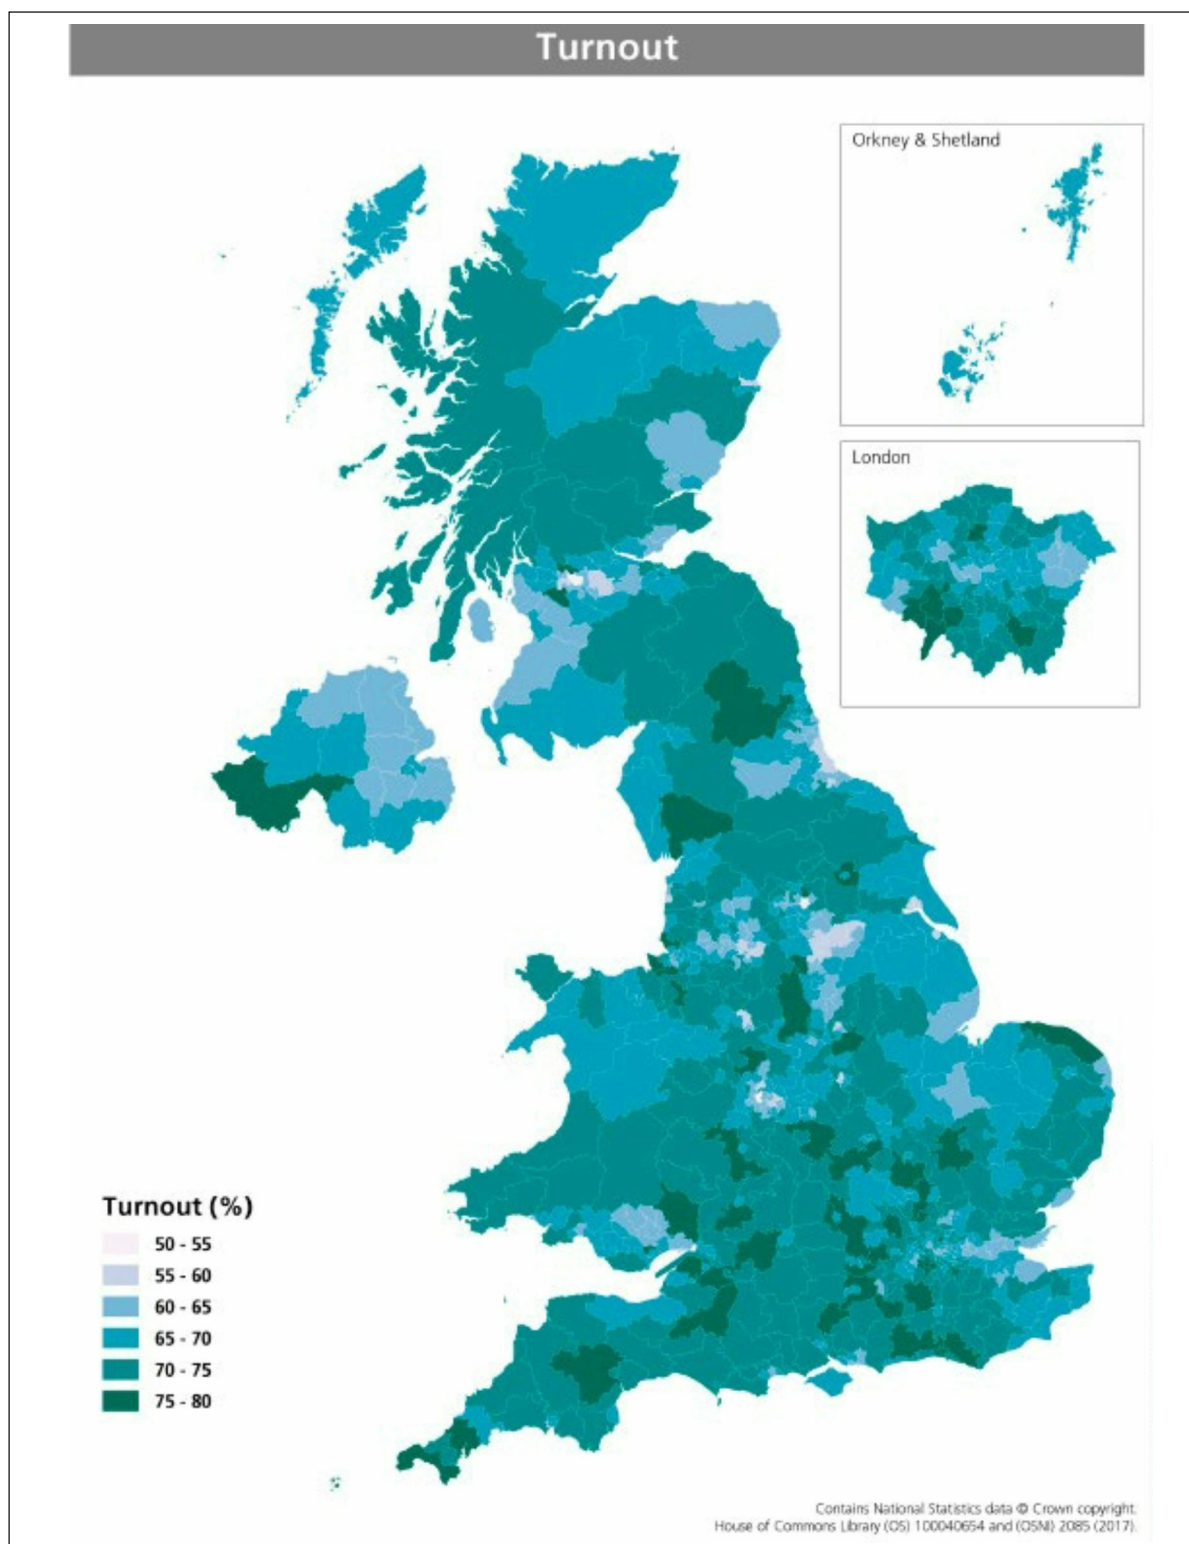 Turnout
Orkney & Shetland
London
Turnout (%)
50 - 55
55 - 60
60 - 65
65 - 70
70 - 75
75 - 80
Contains National Statistics data © Crown copyright.
House of Commons Library (OS) 100040654 and (OSNI) 2085 (2017).